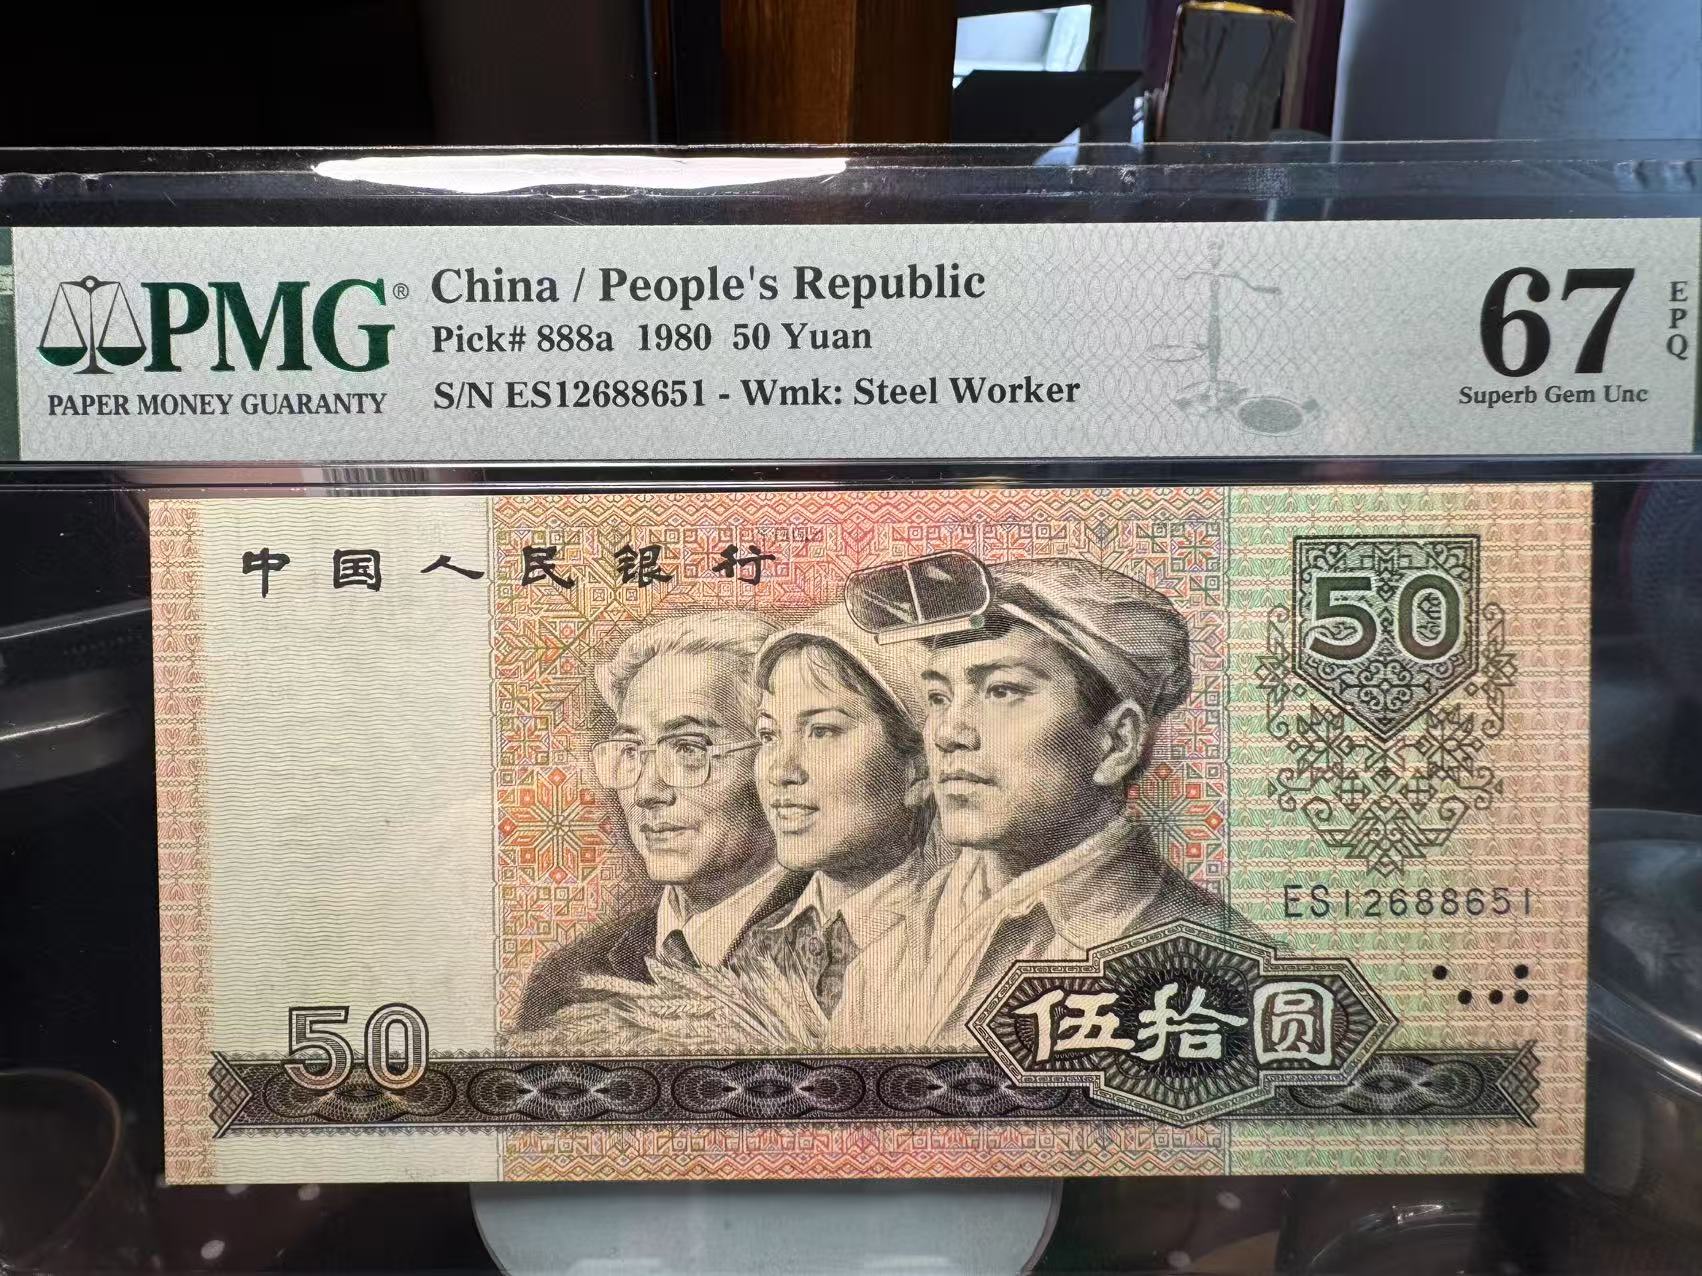 PMG®
PAPER MONEY GUARANTY
China / People's Republic
Pick# 888a 1980 50 Yuan
S/N ES12688651 - Wmk: Steel Worker
67
EPQ
Superb Gem Unc
中国人民银行
50
ES12688651
50
伍拾圆